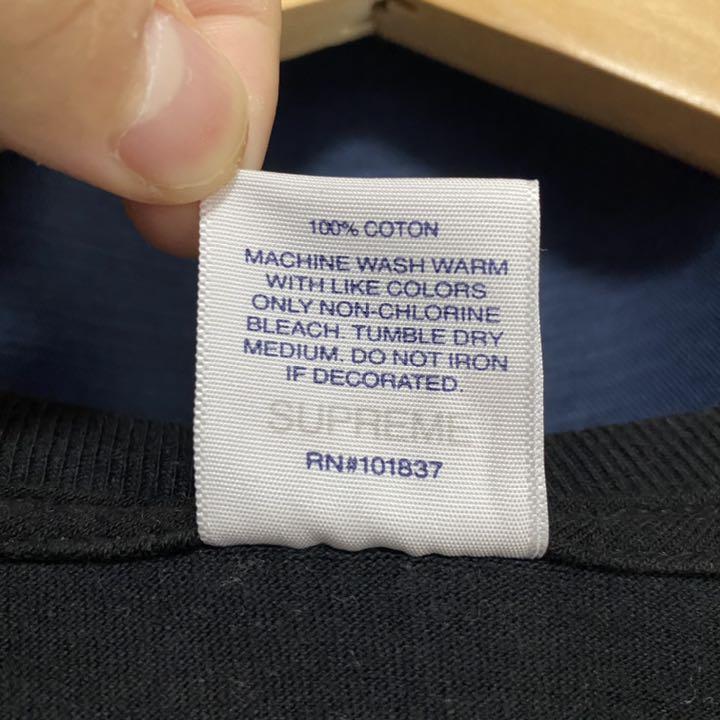 100% COTON
MACHINE WASH WARM
WITH LIKE COLORS
ONLY NON-CHLORINE
BLEACH. TUMBLE DRY
MEDIUM. DO NOT IRON
IF DECORATED.
SUPREME
RN#101837